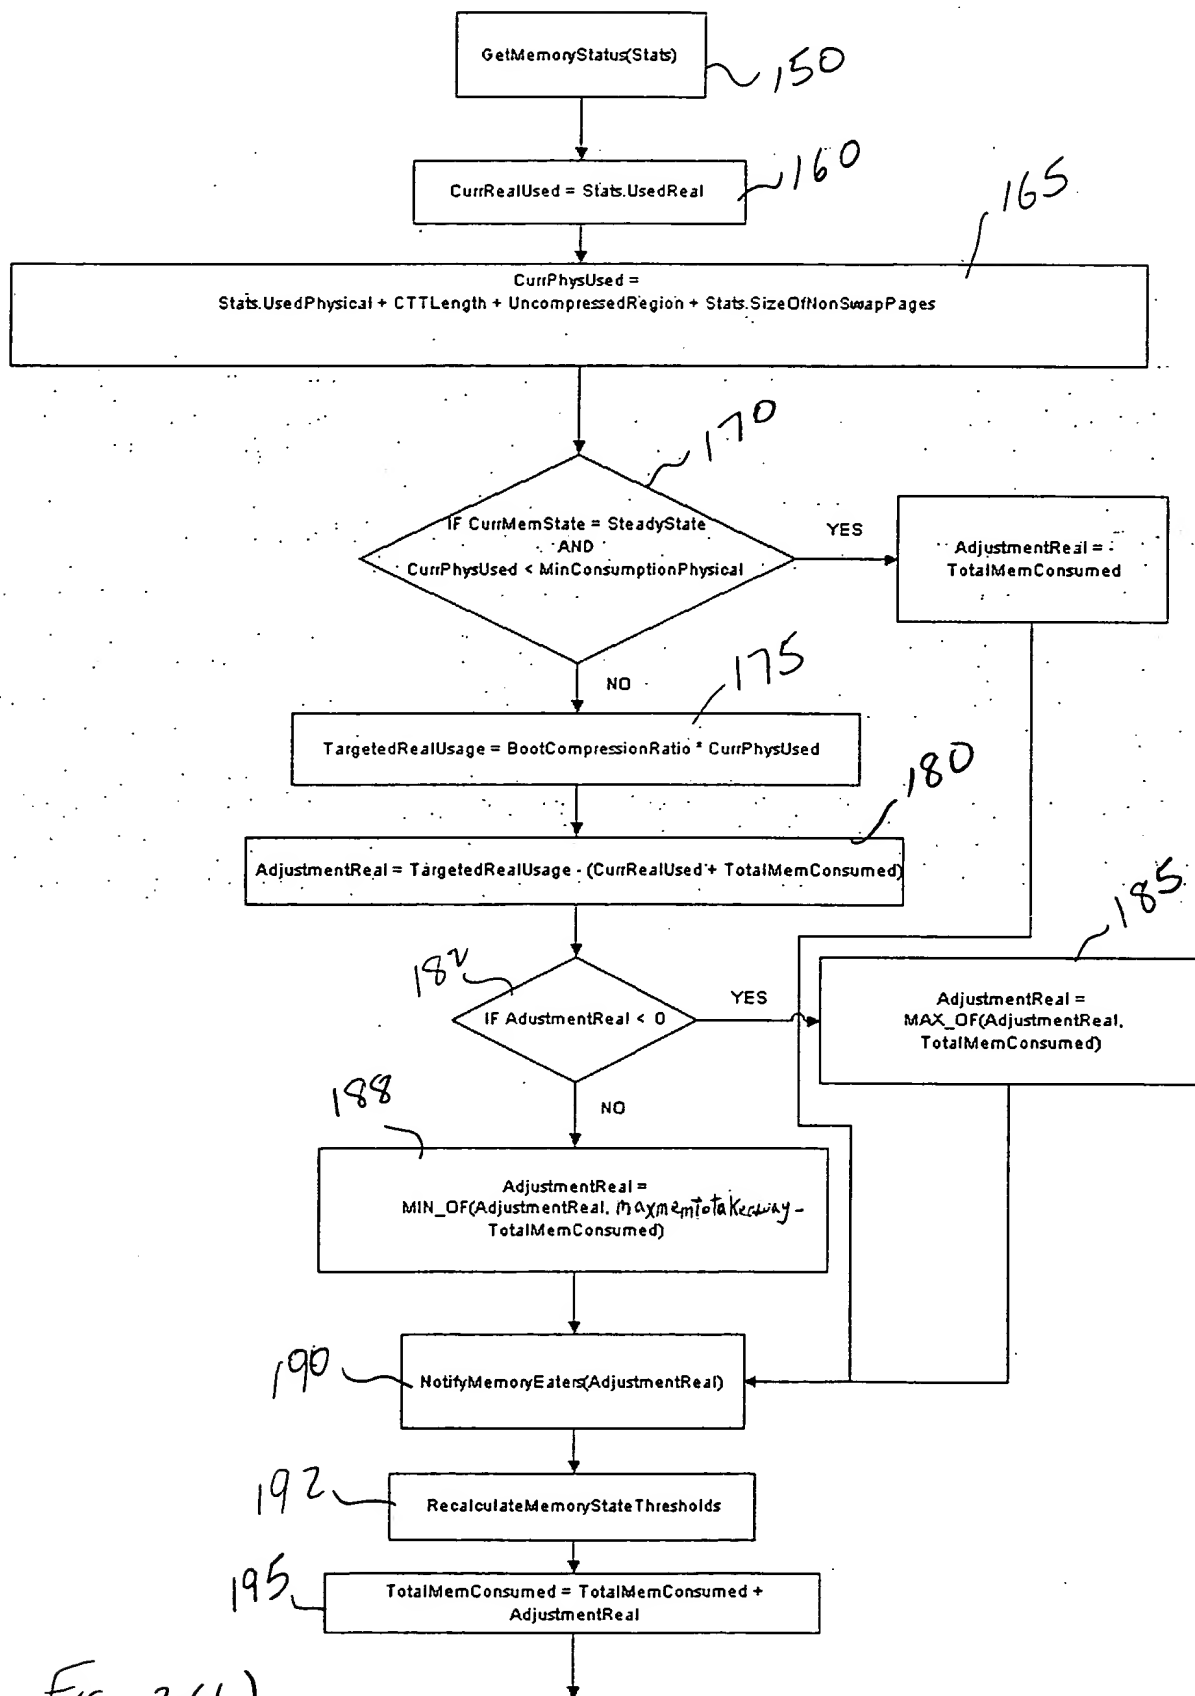 GetMemoryStatus(Stats)
150
CurrRealUsed = Stats.UsedReal
160
165
CurrPhysUsed =
Stats.UsedPhysical + CTTLength + UncompressedRegion + Stats.SizeOfNonSwapPages
170
IF CurrMemState = SteadyState
AND
CurrPhysUsed < MinConsumptionPhysical
YES
AdjustmentReal = -
TotalMemConsumed
NO
175
TargetedRealUsage = BootCompressionRatio * CurrPhysUsed
180
AdjustmentReal = TargetedRealUsage - (CurrRealUsed + TotalMemConsumed)
182
IF AdustmentReal < 0
YES
185
AdjustmentReal =
MAX_OF(AdjustmentReal,
TotalMemConsumed)
NO
188
AdjustmentReal =
MIN_OF(AdjustmentReal, maxmemtotakeaway -
TotalMemConsumed)
190
NotifyMemoryEaters(AdjustmentReal)
192
RecalculateMemoryStateThresholds
195
TotalMemConsumed = TotalMemConsumed +
AdjustmentReal